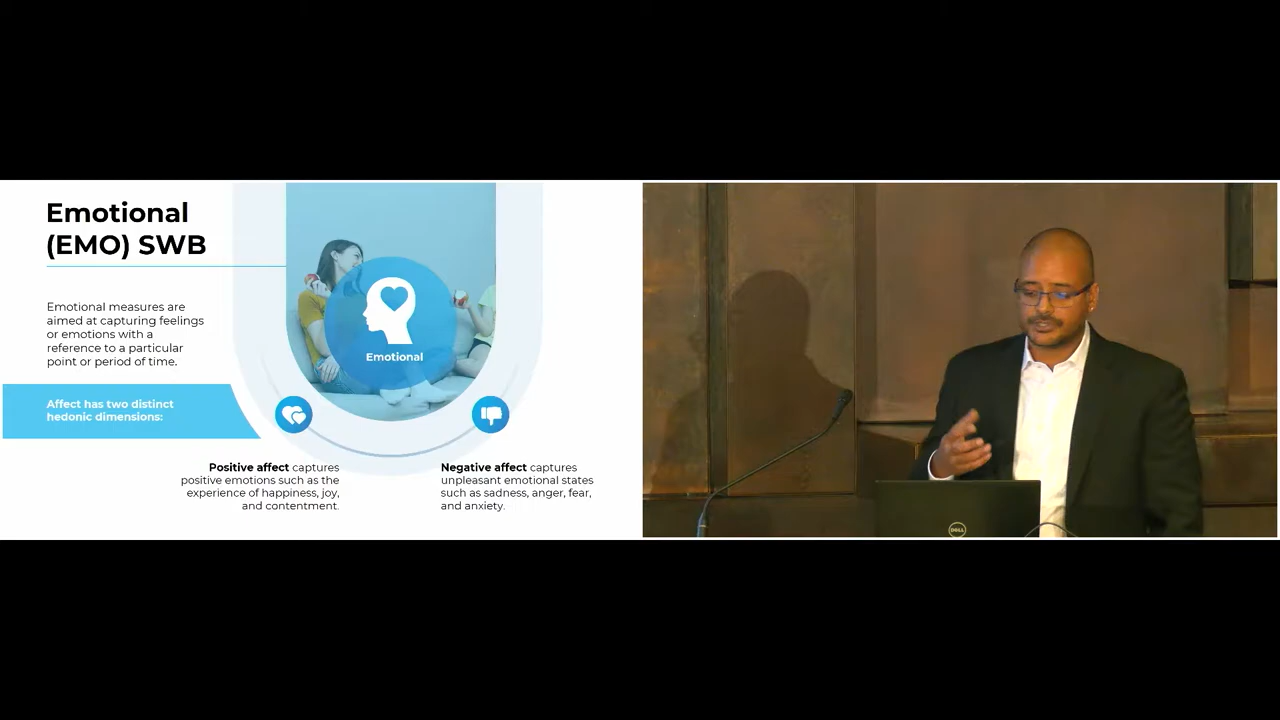 Emotional
(EMO) SWB
Emotional measures are
aimed at capturing feelings
or emotions with a
reference to a particular
point or period of time.
Affect has two distinct
hedonic dimensions:
Emotional
Positive affect captures
positive emotions such as the
experience of happiness, joy,
and contentment.
Negative affect captures
unpleasant emotional states
such as sadness, anger, fear,
and anxiety.
DELL